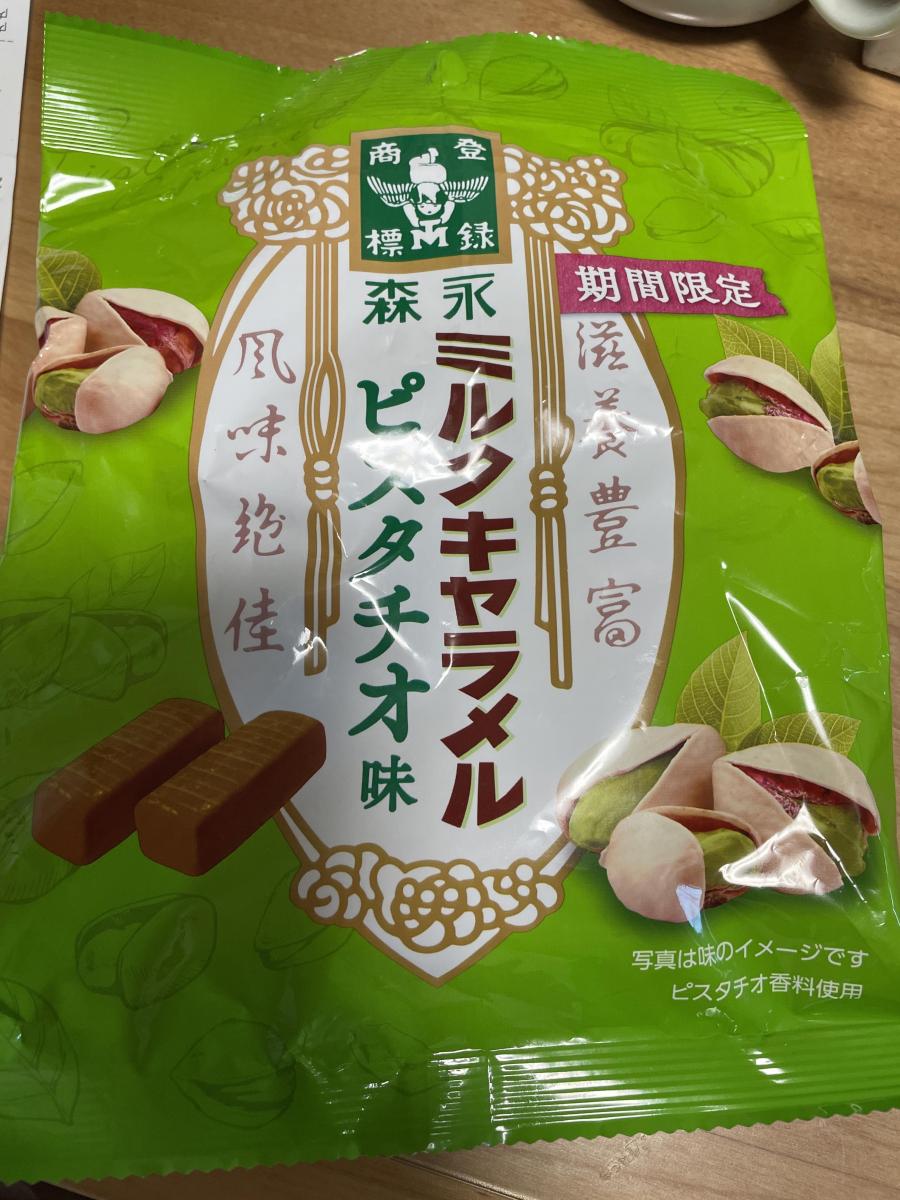 登録
商標
森永
期間限定
滋養豊富
ミルクキャラメル
ピスタチオ味
風味絶佳
写真は味のイメージです
ピスタチオ香料使用